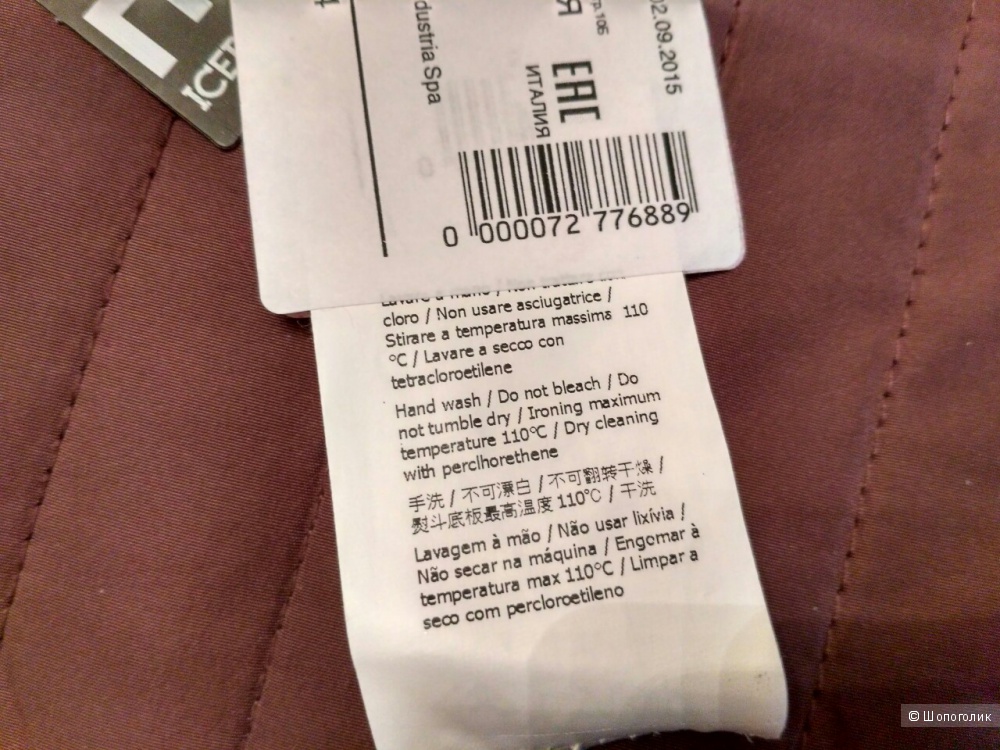 dustria Spa
02.09.2015
ИТАЛИЯ
EAC
0 000072 776889
cloro / Non usare asciugatrice /
Stirare a temperatura massima 110
°C / Lavare a secco con
tetracloroetilene
Hand wash / Do not bleach / Do
not tumble dry / Ironing maximum
temperature 110°C / Dry cleaning
with perclhorethene
手洗 / 不可漂白 / 不可翻转干燥 /
熨斗底板最高温度 110°C / 干洗
Lavagem à mão / Não usar lixívia /
Não secar na máquina / Engomar à
temperatura max 110°C / Limpar a
seco com percloroetileno
© Шопоголик